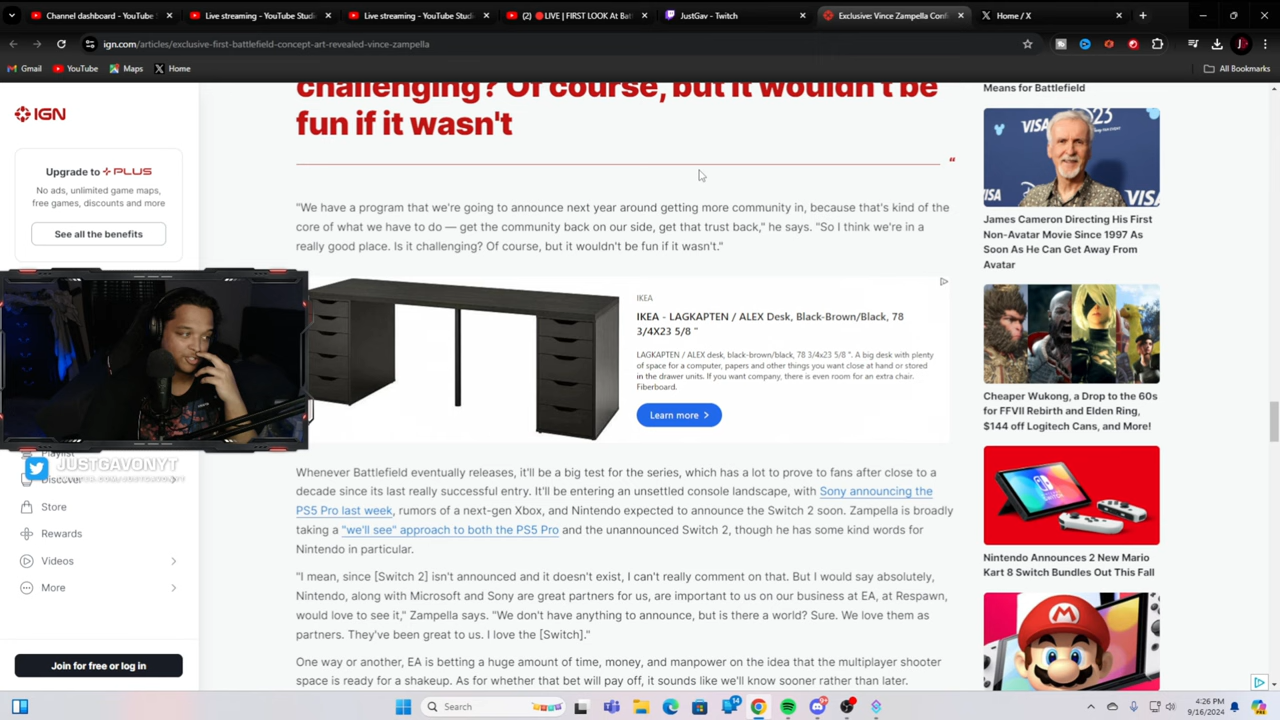 Channel dashboard - YouTube
Live streaming - YouTube Studi
Live streaming - YouTube Studi
(2) 🔴LIVE | FIRST LOOK At Batt
JustGav - Twitch
Exclusive: Vince Zampella Conf
Home / X
ign.com/articles/exclusive-first-battlefield-concept-art-revealed-vince-zampella
Gmail
YouTube
Maps
Home
All Bookmarks
IGN
Upgrade to PLUS
No ads, unlimited game maps,
free games, discounts and more
See all the benefits
Playlist
Discover
Store
Rewards
Videos
More
Join for free or log in
JUSTGAVONYT
challenging? Of course, but it wouldn't be
fun if it wasn't
“
"We have a program that we're going to announce next year around getting more community in, because that's kind of the
core of what we have to do — get the community back on our side, get that trust back," he says. "So I think we're in a
really good place. Is it challenging? Of course, but it wouldn't be fun if it wasn't."
IKEA
IKEA - LAGKAPTEN / ALEX Desk, Black-Brown/Black, 78
3/4X23 5/8 "
LAGKAPTEN / ALEX desk, black-brown/black, 78 3/4x23 5/8 ". A big desk with plenty
of space for a computer, papers and other things you want close at hand or stored
in the drawer units. If you want company, there is even room for an extra chair.
Fiberboard.
Learn more
Whenever Battlefield eventually releases, it'll be a big test for the series, which has a lot to prove to fans after close to a
decade since its last really successful entry. It'll be entering an unsettled console landscape, with Sony announcing the
PS5 Pro last week, rumors of a next-gen Xbox, and Nintendo expected to announce the Switch 2 soon. Zampella is broadly
taking a "we'll see" approach to both the PS5 Pro and the unannounced Switch 2, though he has some kind words for
Nintendo in particular.
"I mean, since [Switch 2] isn't announced and it doesn't exist, I can't really comment on that. But I would say absolutely,
Nintendo, along with Microsoft and Sony are great partners for us, are important to us on our business at EA, at Respawn,
would love to see it," Zampella says. "We don't have anything to announce, but is there a world? Sure. We love them as
partners. They've been great to us. I love the [Switch]."
One way or another, EA is betting a huge amount of time, money, and manpower on the idea that the multiplayer shooter
space is ready for a shakeup. As for whether that bet will pay off, it sounds like we'll know sooner rather than later.
Means for Battlefield
VISA
23
VISA
VISA
James Cameron Directing His First
Non-Avatar Movie Since 1997 As
Soon As He Can Get Away From
Avatar
Cheaper Wukong, a Drop to the 60s
for FFVII Rebirth and Elden Ring,
$144 off Logitech Cans, and More!
Nintendo Announces 2 New Mario
Kart 8 Switch Bundles Out This Fall
Search
4:26 PM
9/16/2024